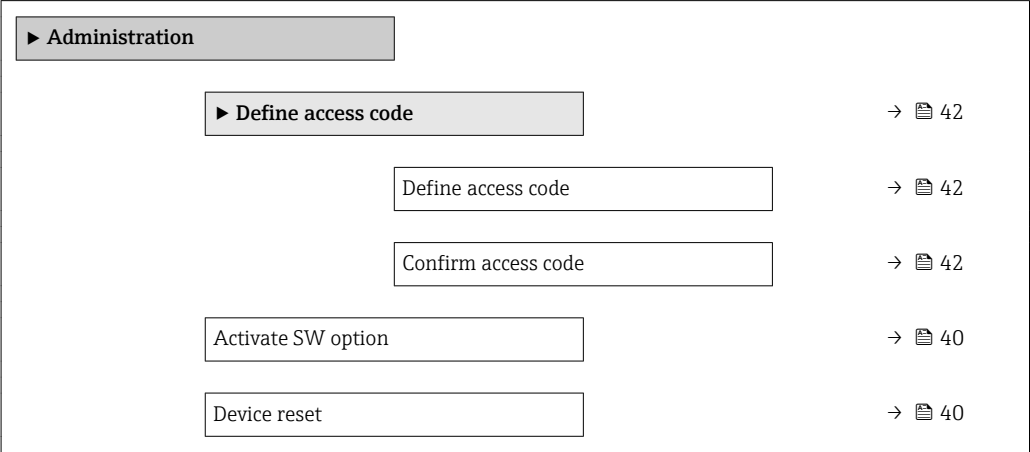 ▶ Administration
▶ Define access code → 🖹 42
Define access code → 🖹 42
Confirm access code → 🖹 42
Activate SW option → 🖹 40
Device reset → 🖹 40